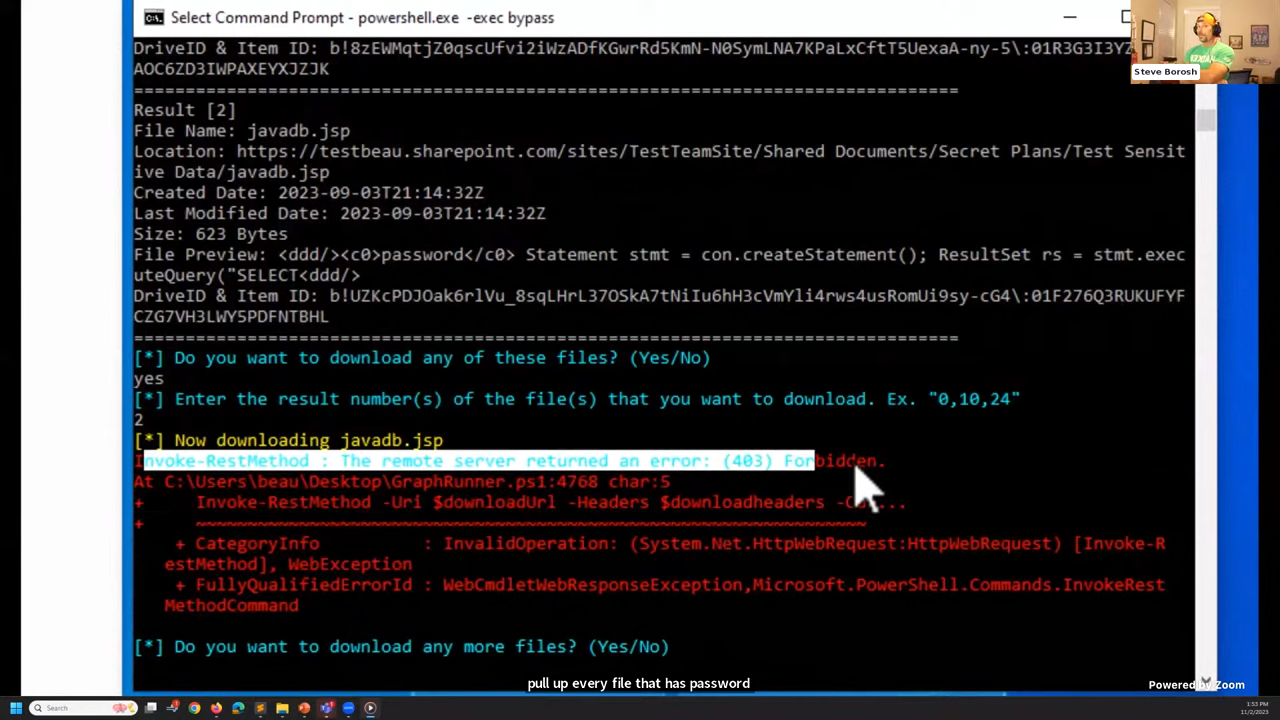 Select Command Prompt - powershell.exe -exec bypass
Steve Borosh
DriveID & Item ID: b!8zEWMqtjZ0qscUfvi2iWzADfKGwrRd5KmN-N0SymLNA7KPaLxCftT5UexaA-ny-5\:01R3G3I3YZ
AOC6ZD3IWPAXEYXJZJK
===============================================================================
Result [2]
File Name: javadb.jsp
Location: https://testbeau.sharepoint.com/sites/TestTeamSite/Shared Documents/Secret Plans/Test Sensit
ive Data/javadb.jsp
Created Date: 2023-09-03T21:14:32Z
Last Modified Date: 2023-09-03T21:14:32Z
Size: 623 Bytes
File Preview: <ddd/><c0>password</c0> Statement stmt = con.createStatement(); ResultSet rs = stmt.exec
uteQuery("SELECT<ddd/>
DriveID & Item ID: b!UZKcPDJOak6rlVu_8sqLHrL37OSkA7tNiIu6hH3cVmYli4rws4usRomUi9sy-cG4\:01F276Q3RUKUFYF
CZG7VH3LWY5PDFNTBHL
===============================================================================
[*] Do you want to download any of these files? (Yes/No)
yes
[*] Enter the result number(s) of the file(s) that you want to download. Ex. "0,10,24"
2
[*] Now downloading javadb.jsp
Invoke-RestMethod : The remote server returned an error: (403) Forbidden.
At C:\Users\beau\Desktop\GraphRunner.ps1:4768 char:5
+     Invoke-RestMethod -Uri $downloadUrl -Headers $downloadheaders ...
+     ~~~~~~~~~~~~~~~~~~~~~~~~~~~~~~~~~~~~~~~~~~~~~~~~~~~~~~~~~~~~~~~~~
+ CategoryInfo          : InvalidOperation: (System.Net.HttpWebRequest:HttpWebRequest) [Invoke-R
estMethod], WebException
+ FullyQualifiedErrorId : WebCmdletWebResponseException,Microsoft.PowerShell.Commands.InvokeRest
MethodCommand
[*] Do you want to download any more files? (Yes/No)
pull up every file that has password
Powered by Zoom
Search
1:53 PM
11/2/2023